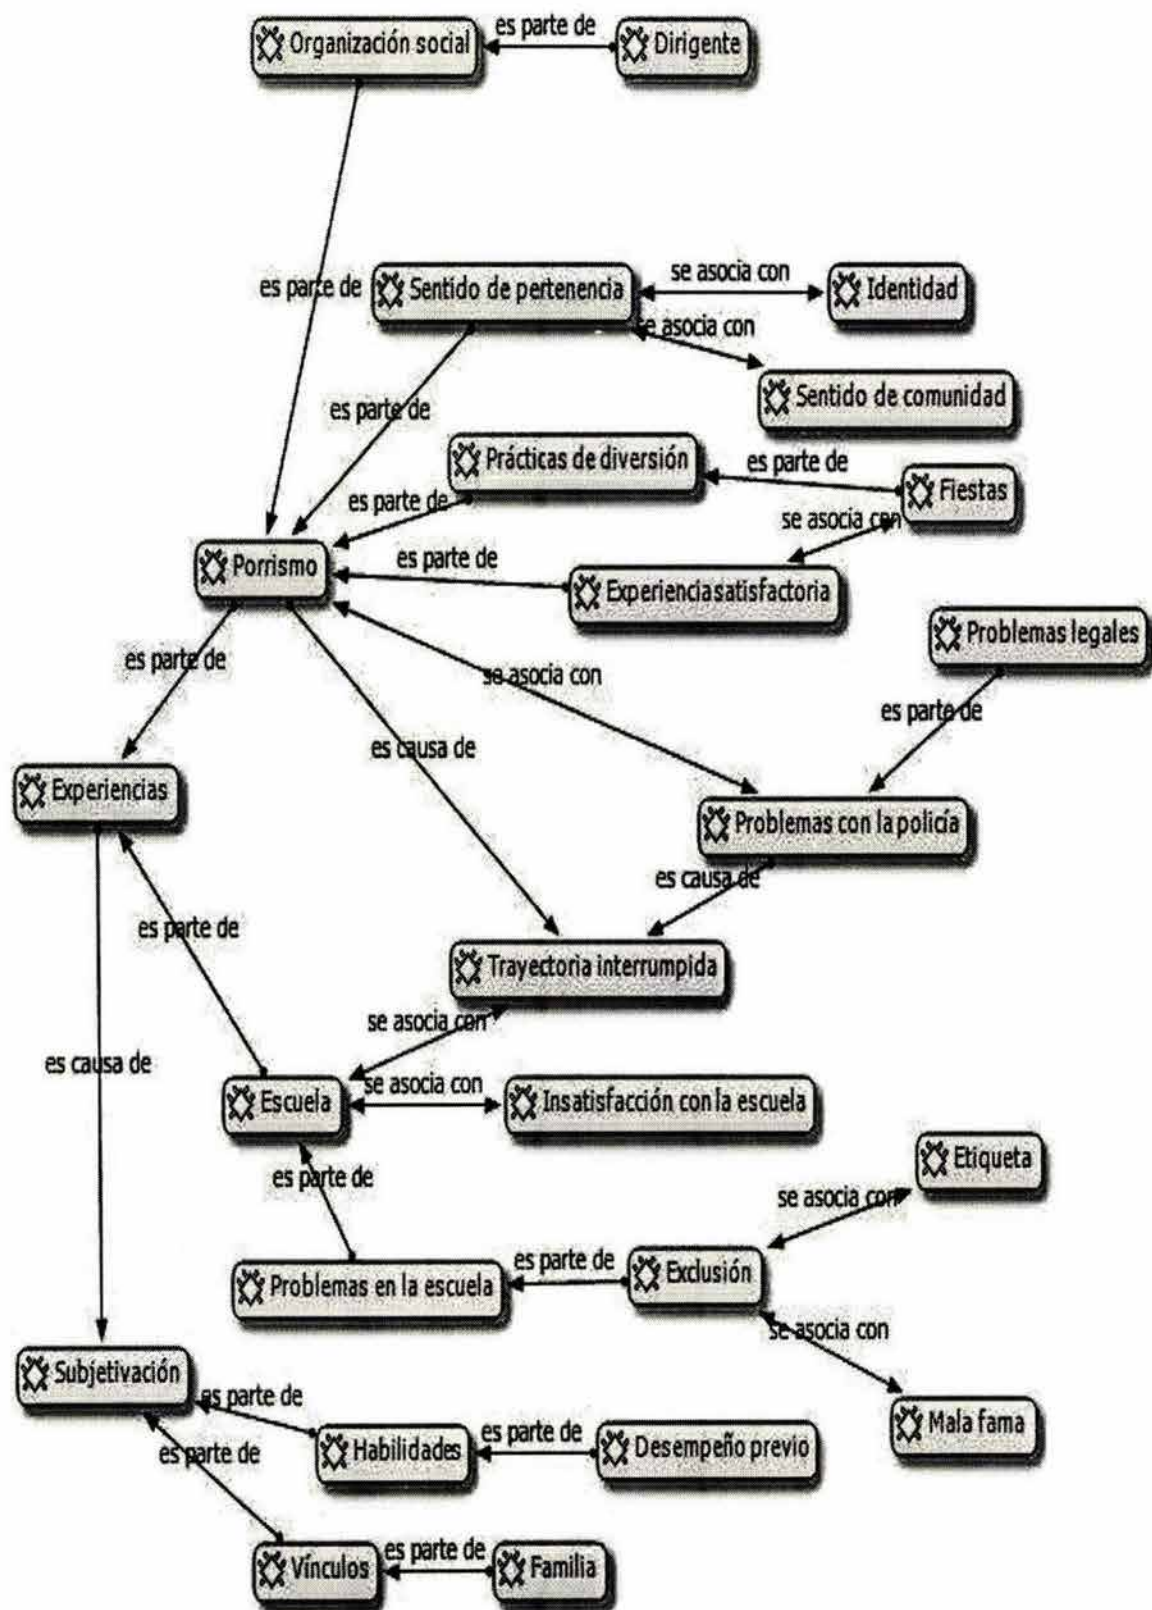 es parte de
Organización social
Dirigente
es parte de
Sentido de pertenencia
se asocia con
Identidad
se asocia con
Sentido de comunidad
es parte de
Prácticas de diversión
es parte de
Fiestas
es parte de
se asocia con
Porrismo
es parte de
Experiencia satisfactoria
Problemas legales
es parte de
se asocia con
es parte de
es causa de
Experiencias
Problemas con la policía
es causa de
es parte de
Trayectoria interrumpida
se asocia con
es causa de
Escuela
se asocia con
Insatisfacción con la escuela
Etiqueta
es parte de
se asocia con
Problemas en la escuela
es parte de
Exclusión
se asocia con
Subjetivación
es parte de
Mala fama
Habilidades
es parte de
Desempeño previo
es parte de
Vínculos
es parte de
Familia